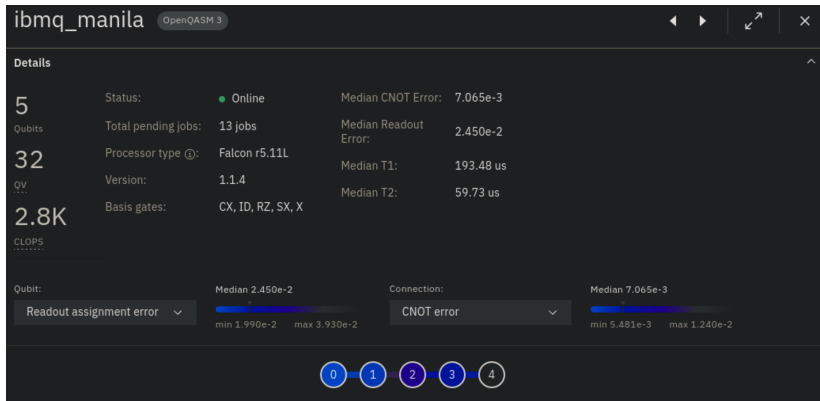 ibmq_manila OpenQASM 3
Details
5
Qubits
32
QV
2.8K
CLOPS
Status: Online
Total pending jobs: 13 jobs
Processor type ⓘ: Falcon r5.11L
Version: 1.1.4
Basis gates: CX, ID, RZ, SX, X
Median CNOT Error: 7.065e-3
Median Readout
Error: 2.450e-2
Median T1: 193.48 us
Median T2: 59.73 us
Qubit:
Readout assignment error
Median 2.450e-2
min 1.990e-2 max 3.930e-2
Connection:
CNOT error
Median 7.065e-3
min 5.481e-3 max 1.240e-2
0 1 2 3 4